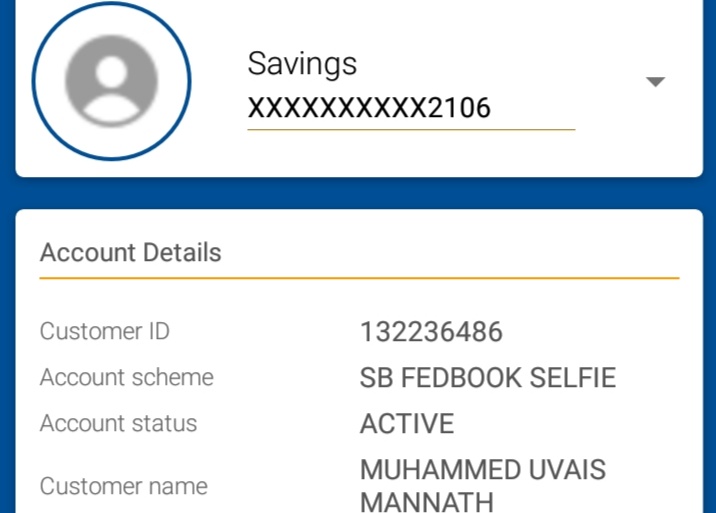 Savings
XXXXXXXXXX2106
Account Details
Customer ID 132236486
Account scheme SB FEDBOOK SELFIE
Account status ACTIVE
Customer name MUHAMMED UVAIS
MANNATH